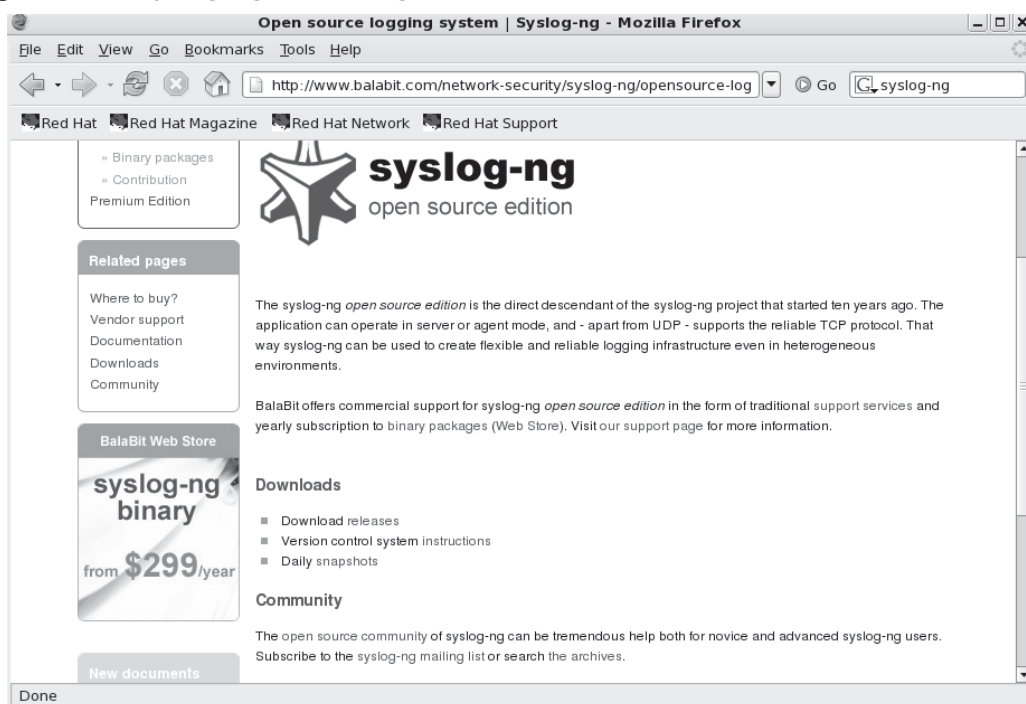 Open source logging system | Syslog-ng - Mozilla Firefox
File Edit View Go Bookmarks Tools Help
http://www.balabit.com/network-security/syslog-ng/opensource-log Go G syslog-ng
Red Hat Red Hat Magazine Red Hat Network Red Hat Support
» Binary packages
» Contribution
Premium Edition
Related pages
Where to buy?
Vendor support
Documentation
Downloads
Community
BalaBit Web Store
syslog-ng
binary
from $299/year
New documents
syslog-ng
open source edition
The syslog-ng open source edition is the direct descendant of the syslog-ng project that started ten years ago. The
application can operate in server or agent mode, and - apart from UDP - supports the reliable TCP protocol. That
way syslog-ng can be used to create flexible and reliable logging infrastructure even in heterogeneous
environments.
BalaBit offers commercial support for syslog-ng open source edition in the form of traditional support services and
yearly subscription to binary packages (Web Store). Visit our support page for more information.
Downloads
Download releases
Version control system instructions
Daily snapshots
Community
The open source community of syslog-ng can be tremendous help both for novice and advanced syslog-ng users.
Subscribe to the syslog-ng mailing list or search the archives.
Done